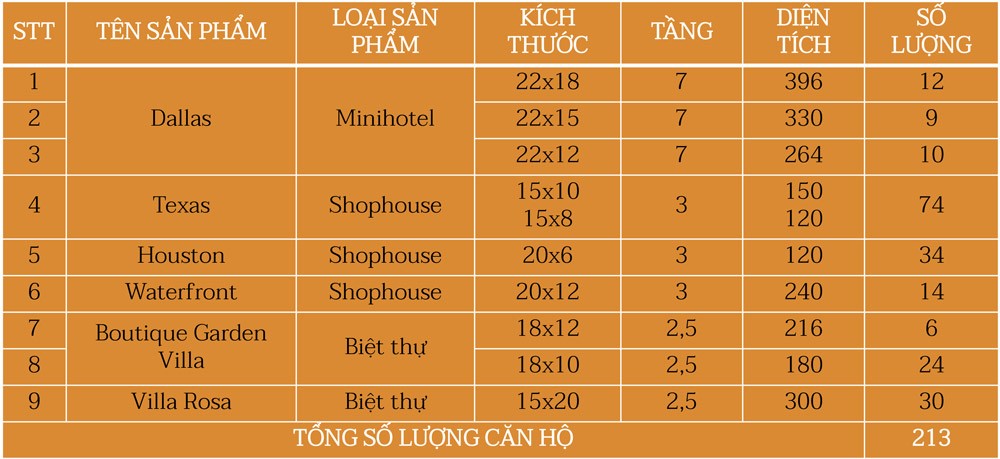 STT TÊN SẢN PHẨM LOẠI SẢN PHẨM KÍCH THƯỚC TẦNG DIỆN TÍCH SỐ LƯỢNG
1 Dallas Minihotel 22x18 7 396 12
2 22x15 7 330 9
3 22x12 7 264 10
4 Texas Shophouse 15x10 3 150 74
15x8 120
5 Houston Shophouse 20x6 3 120 34
6 Waterfront Shophouse 20x12 3 240 14
7 Boutique Garden Villa Biệt thự 18x12 2,5 216 6
8 18x10 2,5 180 24
9 Villa Rosa Biệt thự 15x20 2,5 300 30
TỔNG SỐ LƯỢNG CĂN HỘ 213